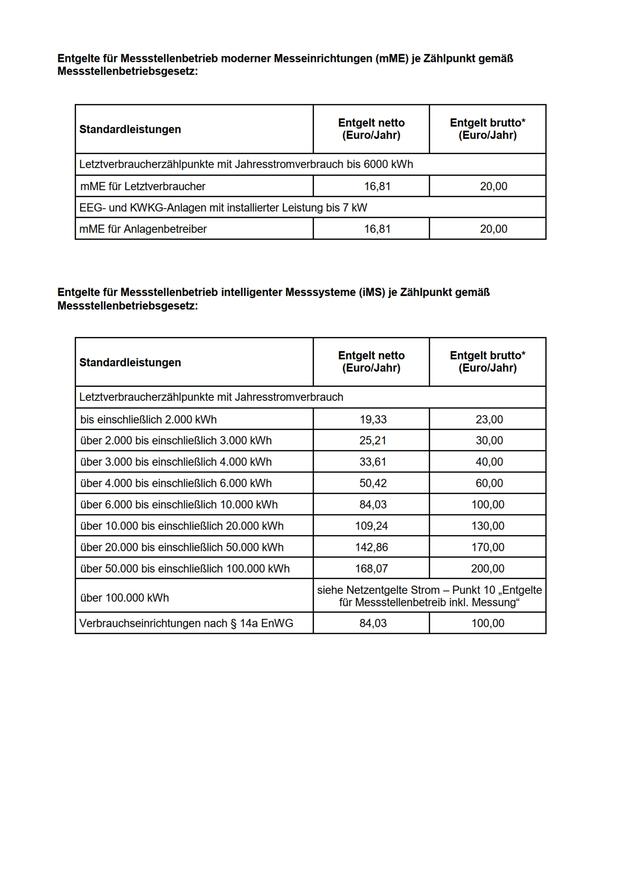 Entgelte für Messstellenbetrieb moderner Messeinrichtungen (mME) je Zählpunkt gemäß
Messstellenbetriebsgesetz:
Standardleistungen
Entgelt netto
(Euro/Jahr)
Entgelt brutto*
(Euro/Jahr)
Letztverbraucherzählpunkte mit Jahresstromverbrauch bis 6000 kWh
mME für Letztverbraucher 16,81 20,00
EEG- und KWKG-Anlagen mit installierter Leistung bis 7 kW
mME für Anlagenbetreiber 16,81 20,00
Entgelte für Messstellenbetrieb intelligenter Messsysteme (iMS) je Zählpunkt gemäß
Messstellenbetriebsgesetz:
Standardleistungen
Entgelt netto
(Euro/Jahr)
Entgelt brutto*
(Euro/Jahr)
Letztverbraucherzählpunkte mit Jahresstromverbrauch
bis einschließlich 2.000 kWh 19,33 23,00
über 2.000 bis einschließlich 3.000 kWh 25,21 30,00
über 3.000 bis einschließlich 4.000 kWh 33,61 40,00
über 4.000 bis einschließlich 6.000 kWh 50,42 60,00
über 6.000 bis einschließlich 10.000 kWh 84,03 100,00
über 10.000 bis einschließlich 20.000 kWh 109,24 130,00
über 20.000 bis einschließlich 50.000 kWh 142,86 170,00
über 50.000 bis einschließlich 100.000 kWh 168,07 200,00
über 100.000 kWh
siehe Netzentgelte Strom – Punkt 10 „Entgelte
für Messstellenbetreib inkl. Messung“
Verbrauchseinrichtungen nach § 14a EnWG 84,03 100,00